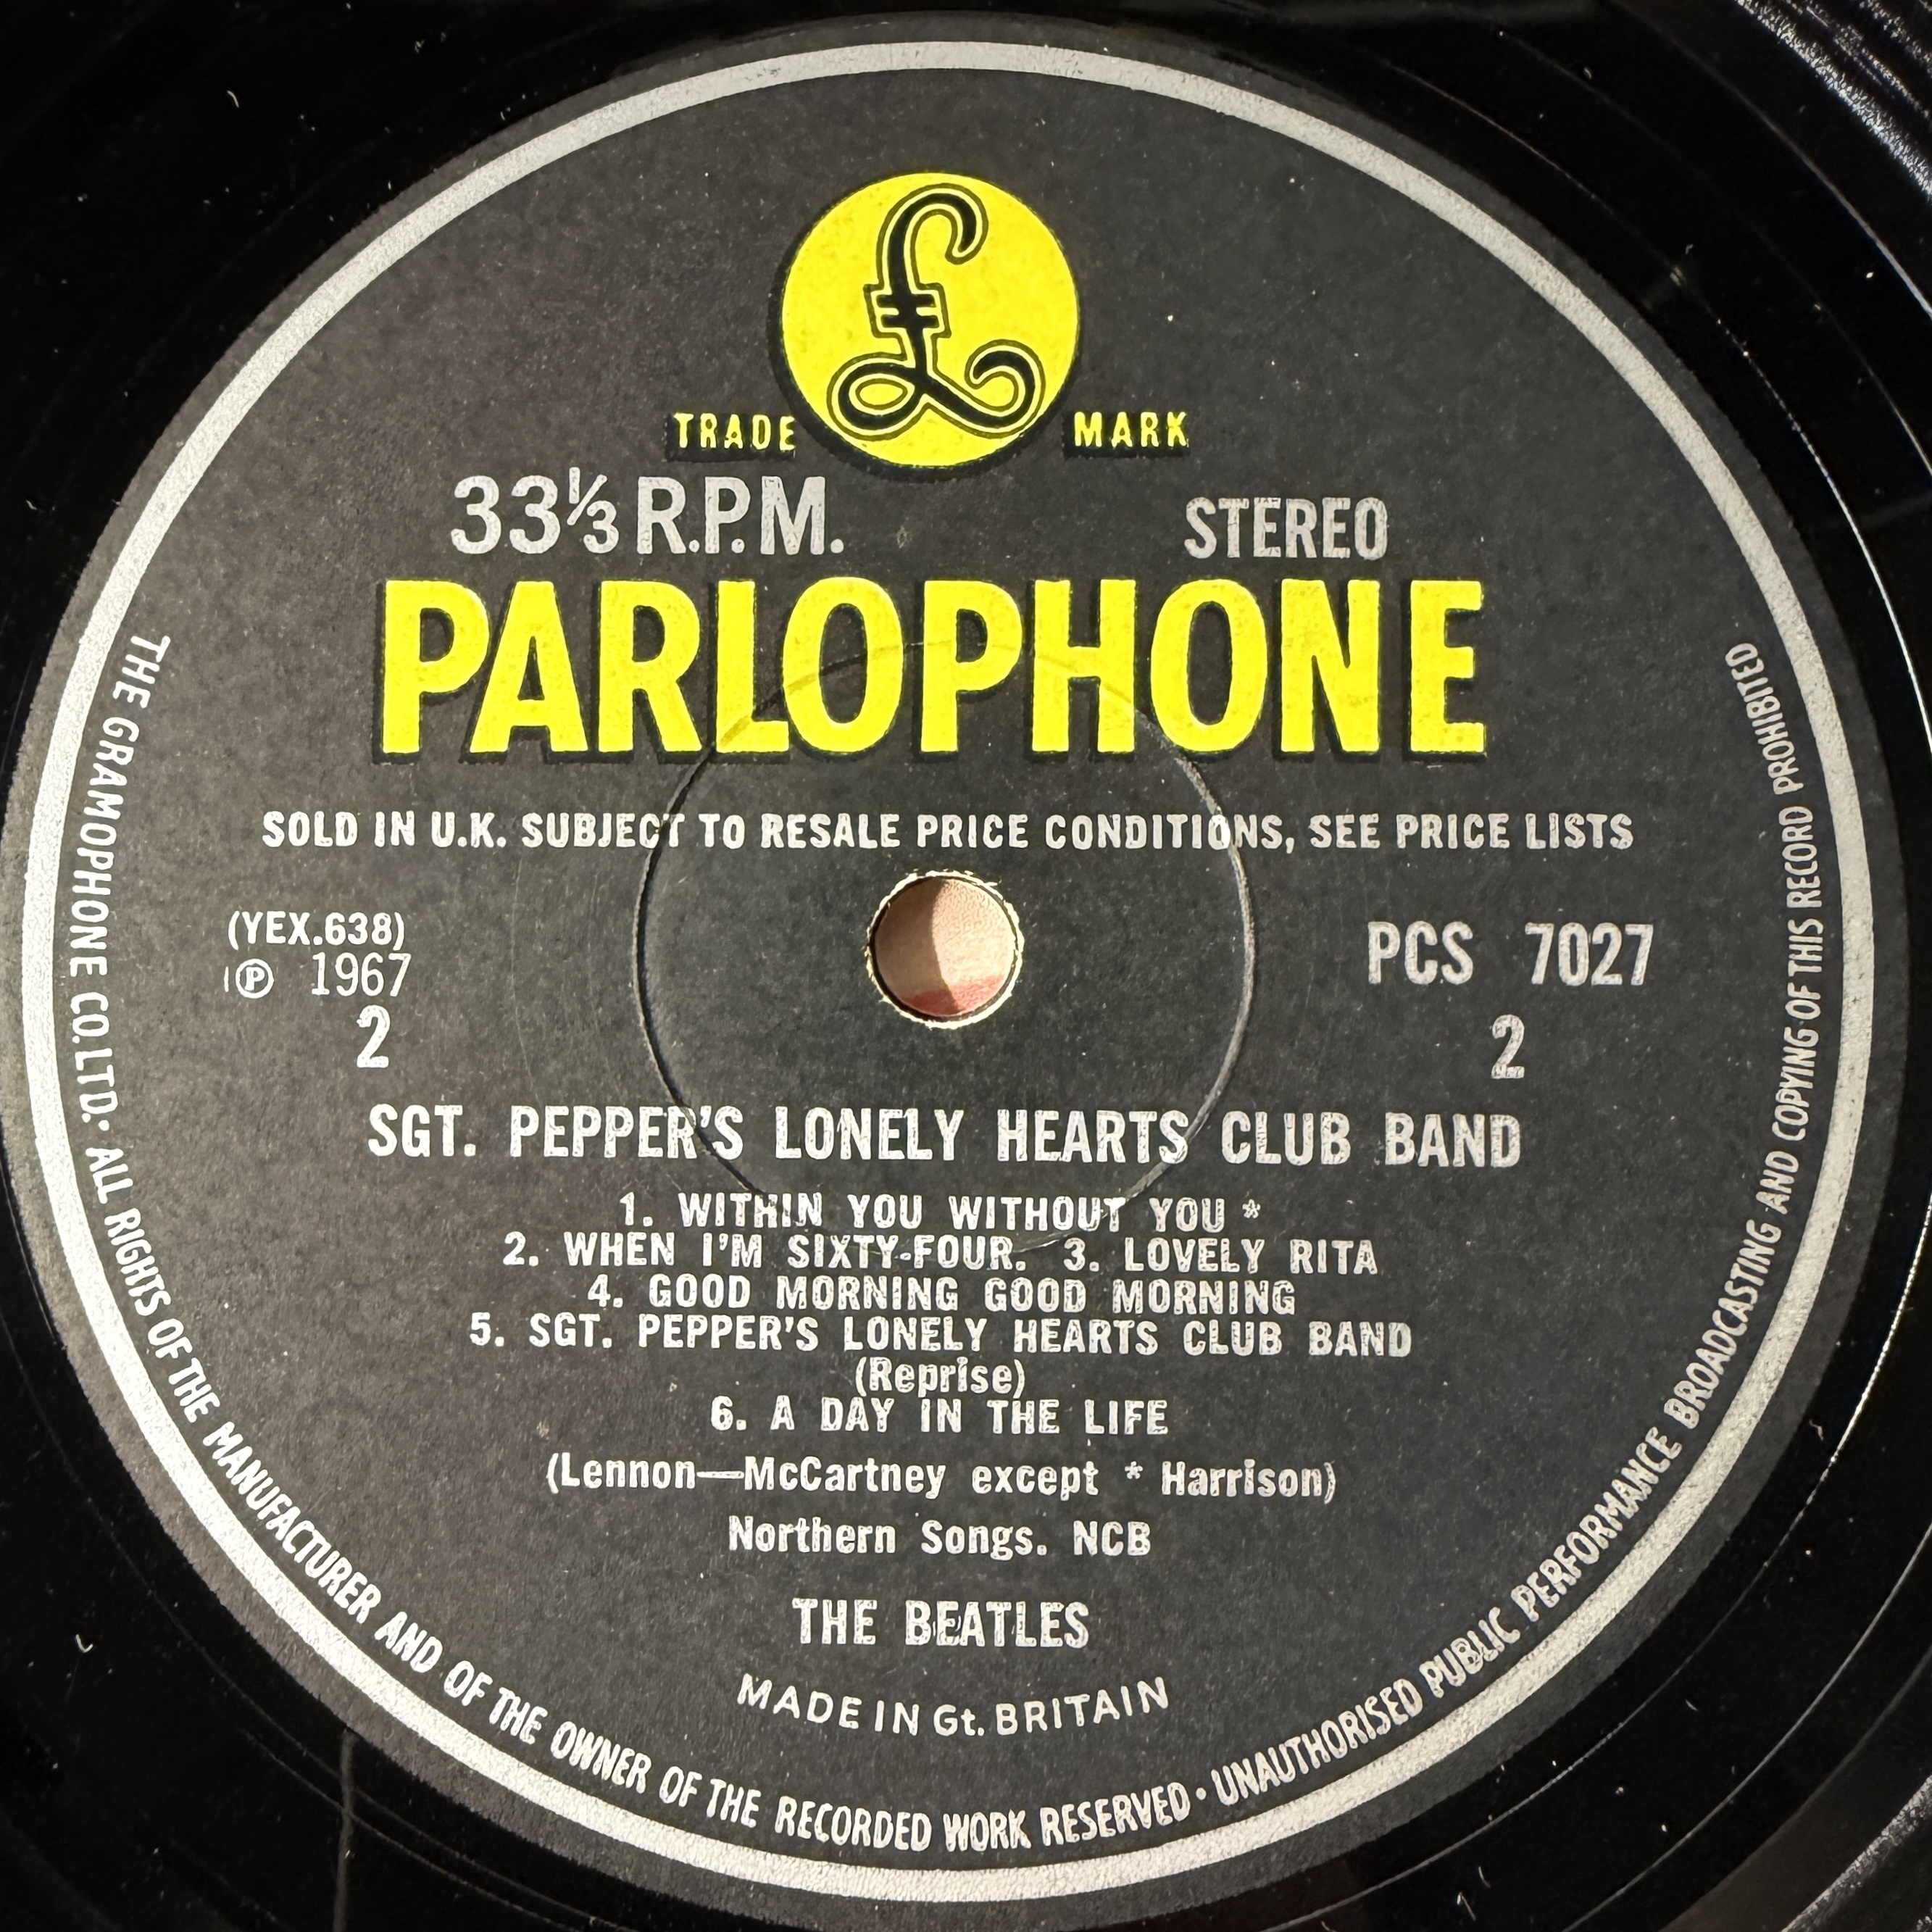 £
TRADE MARK
33⅓ R.P.M. STEREO
PARLOPHONE
SOLD IN U.K. SUBJECT TO RESALE PRICE CONDITIONS, SEE PRICE LISTS
(YEX.638)
Ⓟ 1967
2
PCS 7027
2
SGT. PEPPER'S LONELY HEARTS CLUB BAND
1. WITHIN YOU WITHOUT YOU *
2. WHEN I'M SIXTY-FOUR. 3. LOVELY RITA
4. GOOD MORNING GOOD MORNING
5. SGT. PEPPER'S LONELY HEARTS CLUB BAND
(Reprise)
6. A DAY IN THE LIFE
(Lennon—McCartney except * Harrison)
Northern Songs. NCB
THE BEATLES
MADE IN Gt. BRITAIN
THE GRAMOPHONE CO. LTD. • ALL RIGHTS OF THE MANUFACTURER AND OF THE OWNER OF THE RECORDED WORK RESERVED • UNAUTHORISED PUBLIC PERFORMANCE BROADCASTING AND COPYING OF THIS RECORD PROHIBITED